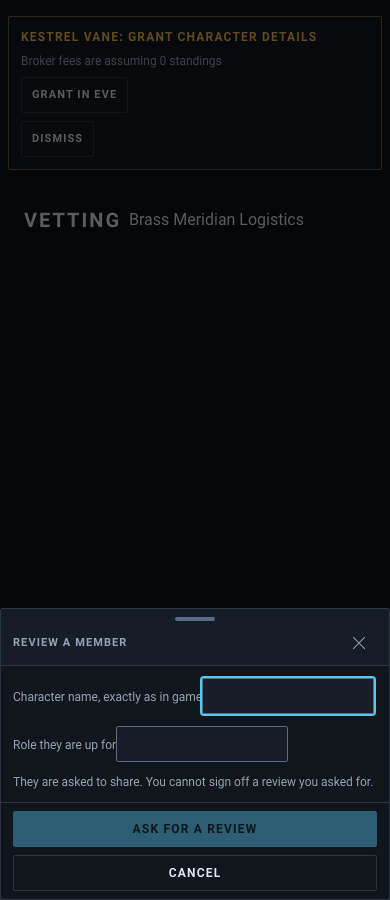 KESTREL VANE: GRANT CHARACTER DETAILS
Broker fees are assuming 0 standings
GRANT IN EVE
DISMISS
VETTING Brass Meridian Logistics
REVIEW A MEMBER
Character name, exactly as in game
Role they are up for
They are asked to share. You cannot sign off a review you asked for.
ASK FOR A REVIEW
CANCEL